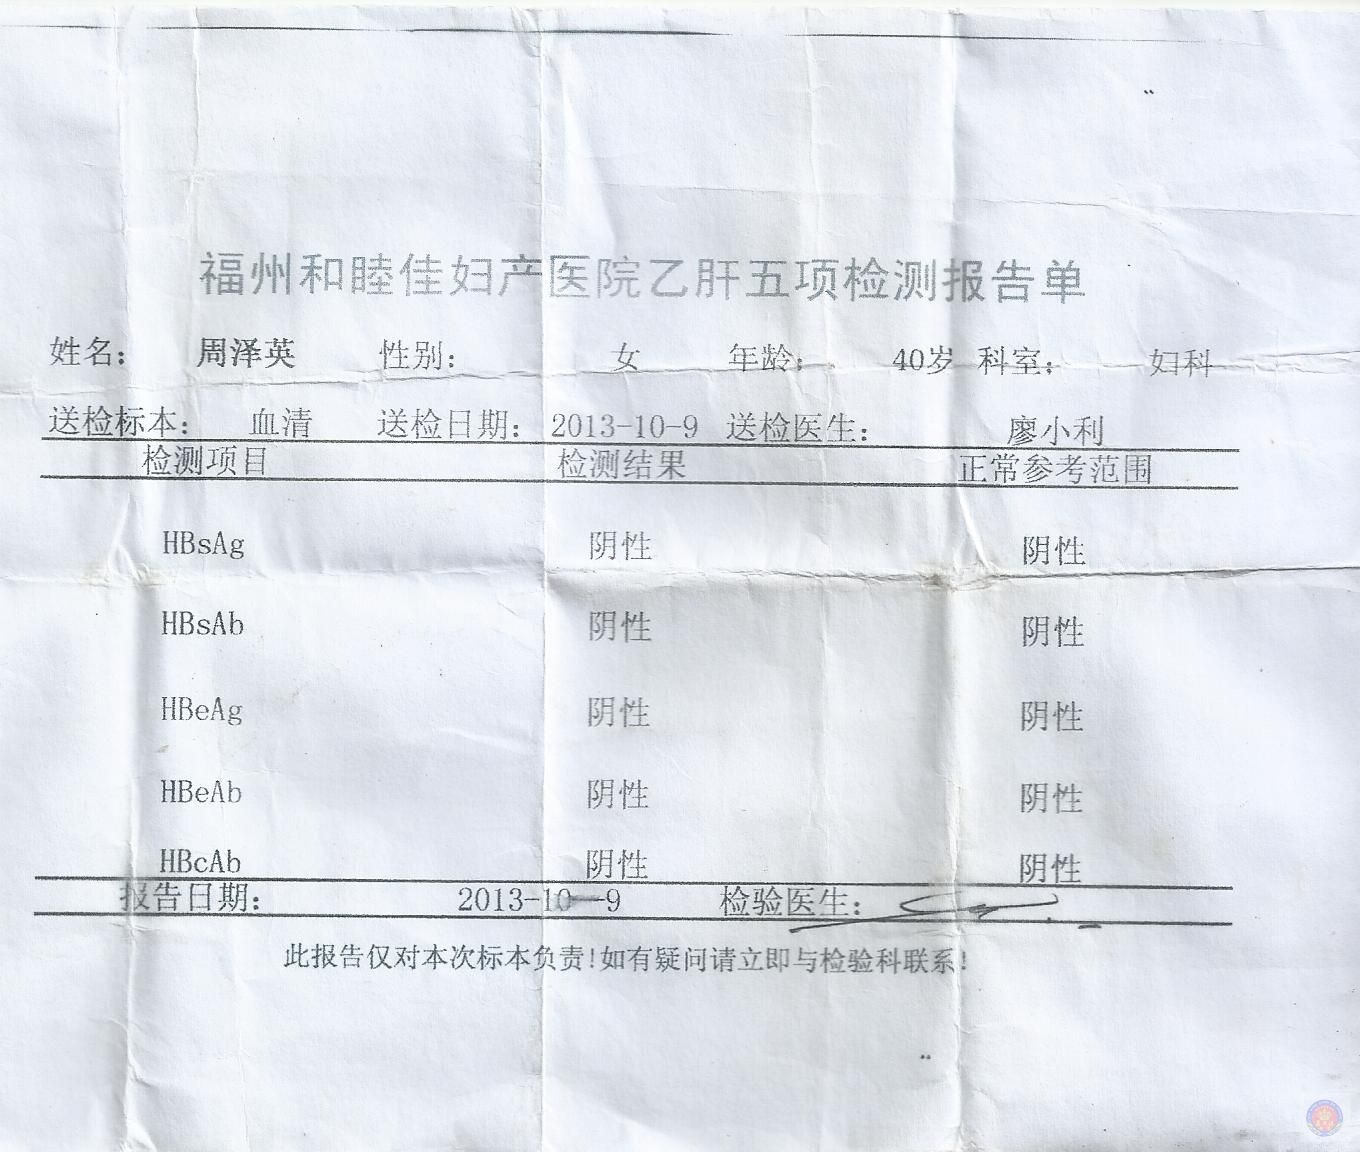 福州和睦佳妇产医院乙肝五项检测报告单
姓名： 周泽英 性别： 女 年龄： 40岁 科室： 妇科
送检标本： 血清 送检日期： 2013-10-9 送检医生： 廖小利
检测项目 检测结果 正常参考范围
HBsAg 阴性 阴性
HBsAb 阴性 阴性
HBeAg 阴性 阴性
HBeAb 阴性 阴性
HBcAb 阴性 阴性
报告日期： 2013-10-9 检验医生：
此报告仅对本次标本负责！如有疑问请立即与检验科联系！